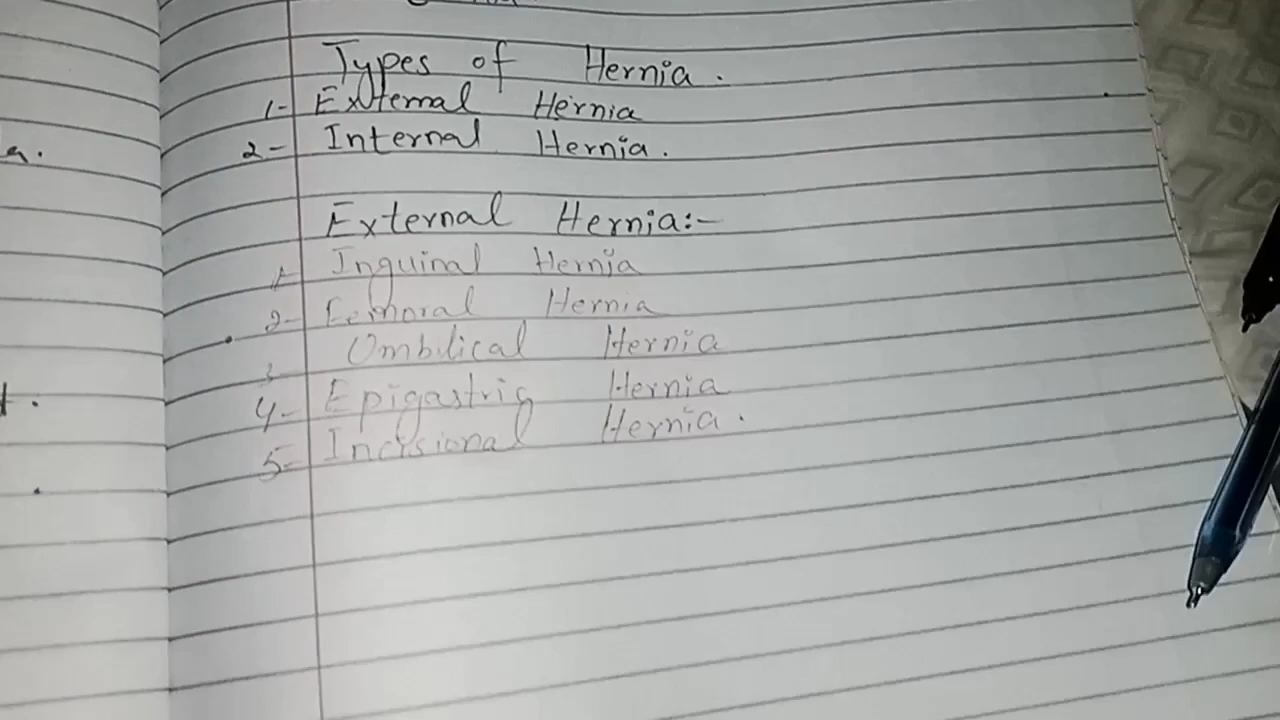 Types of Hernia.
1- External Hernia
2- Internal Hernia.
External Hernia:-
1- Inguinal Hernia
2- Femoral Hernia
3- Umbilical Hernia
4- Epigastric Hernia
5- Incisional Hernia.
a.